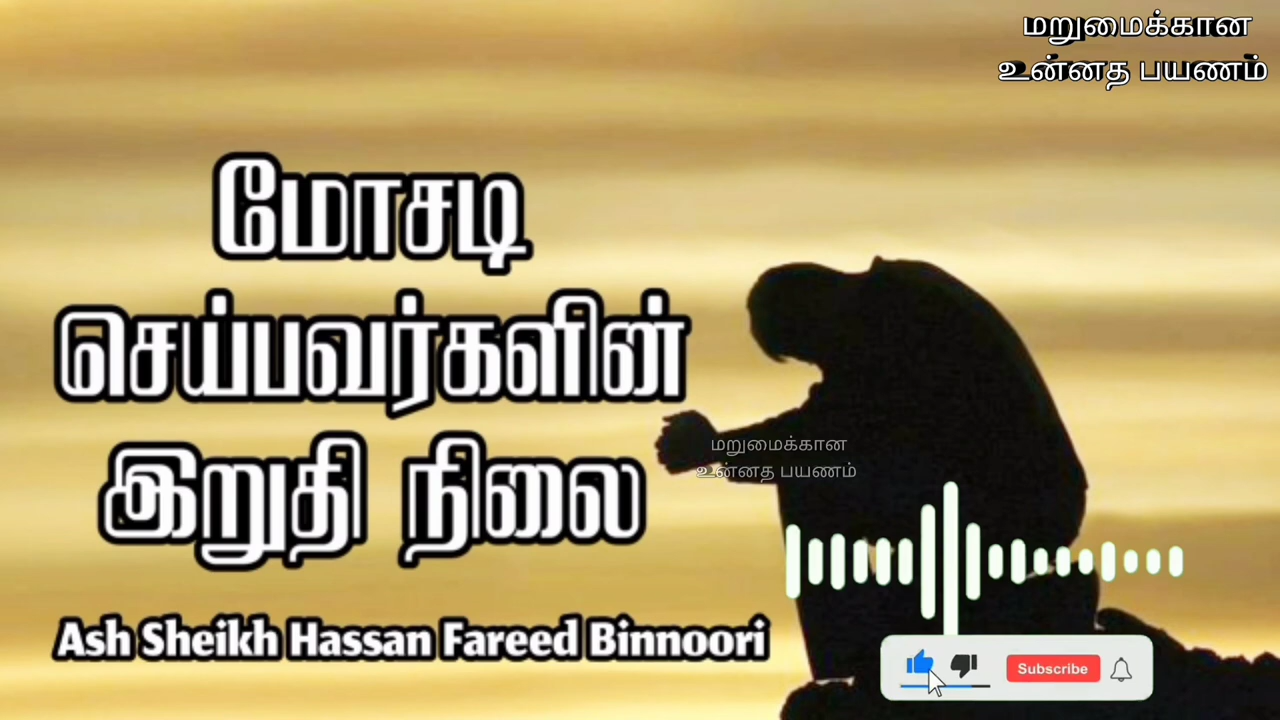 மறுமைக்கான
உன்னத பயணம்
மோசடி
செய்பவர்களின்
இறுதி நிலை
மறுமைக்கான
உன்னத பயணம்
Ash Sheikh Hassan Fareed Binnoori
Subscribe